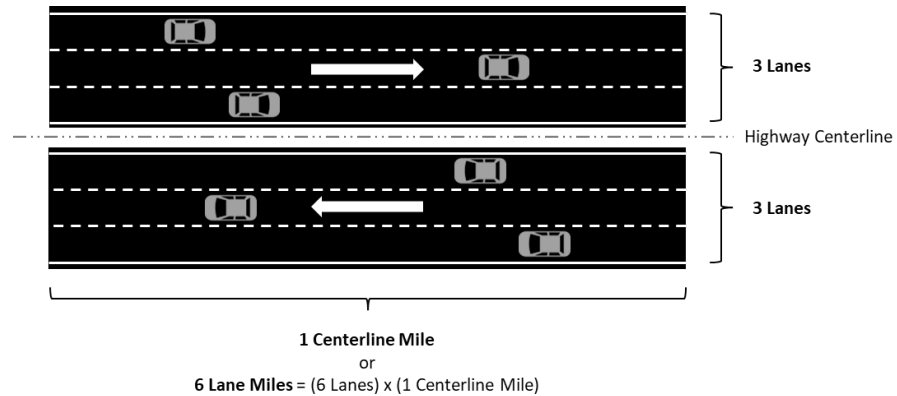 3 Lanes
Highway Centerline
3 Lanes
1 Centerline Mile
or
6 Lane Miles = (6 Lanes) x (1 Centerline Mile)